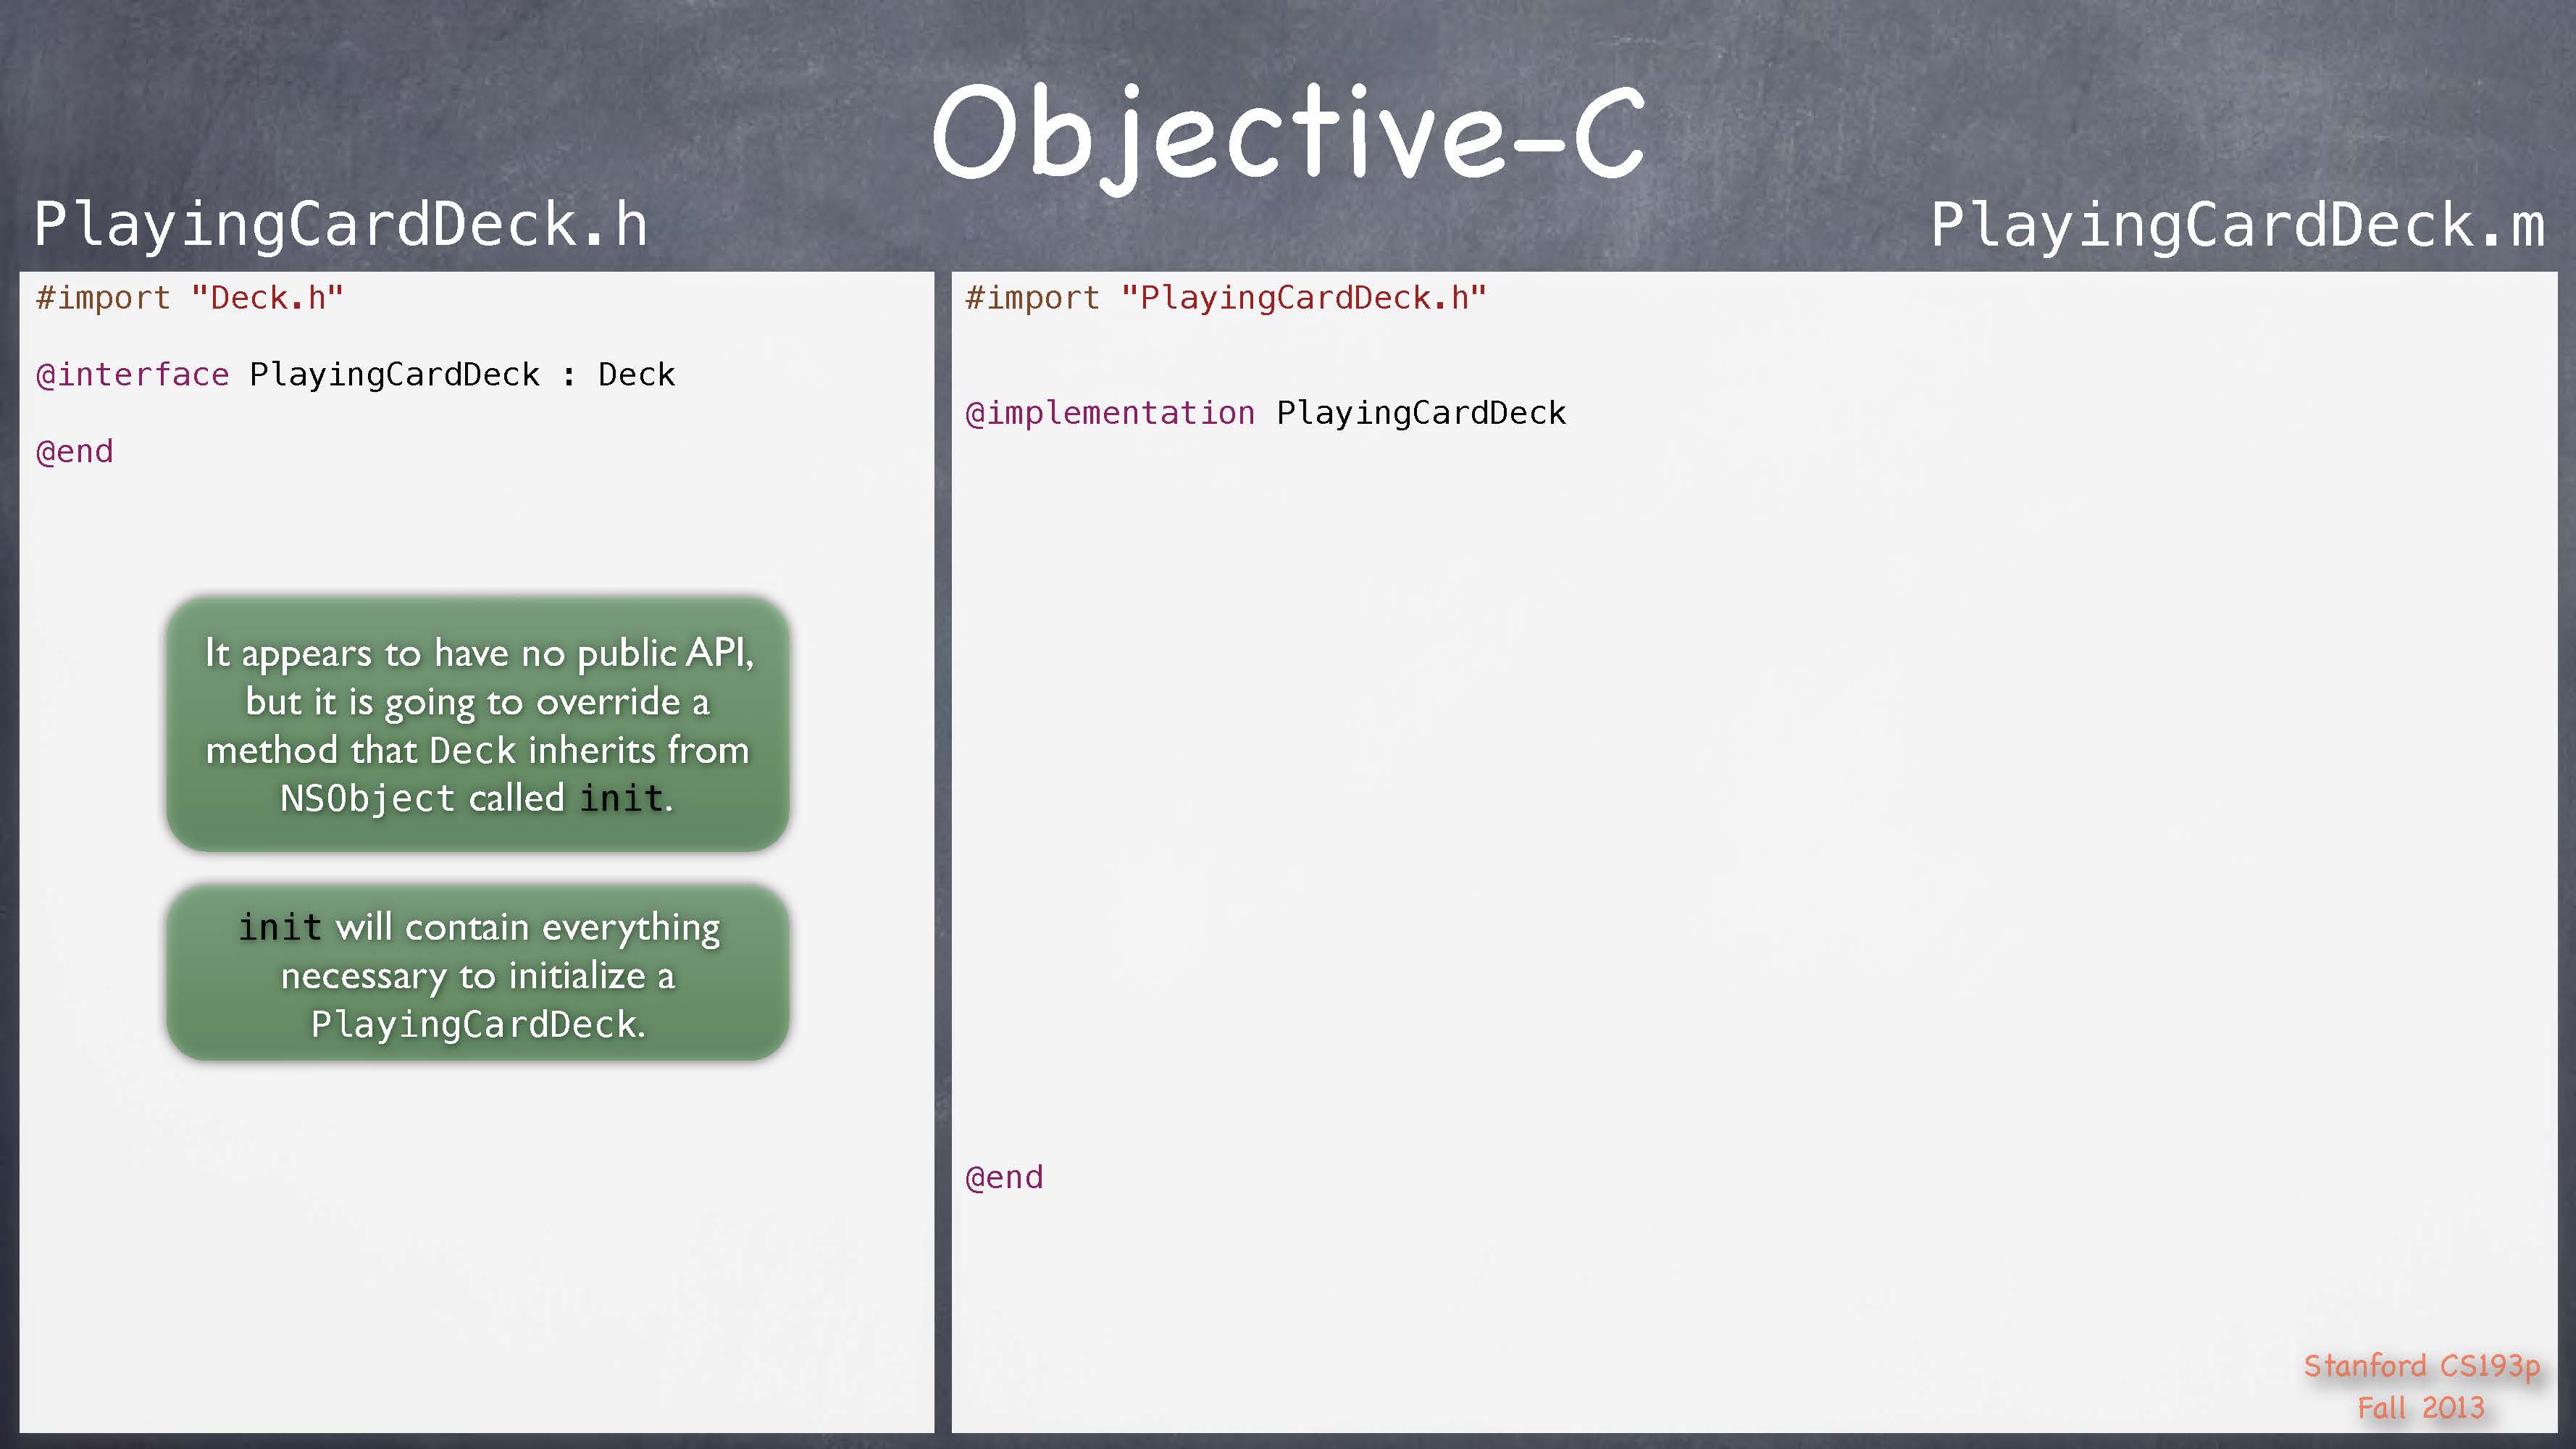 Objective-C
PlayingCardDeck.h
#import "Deck.h"
@interface PlayingCardDeck : Deck
@end
It appears to have no public API,
but it is going to override a
method that Deck inherits from
NSObject called init.
init will contain everything
necessary to initialize a
PlayingCardDeck.
PlayingCardDeck.m
#import "PlayingCardDeck.h"
@implementation PlayingCardDeck
@end
Stanford CS193p
Fall 2013